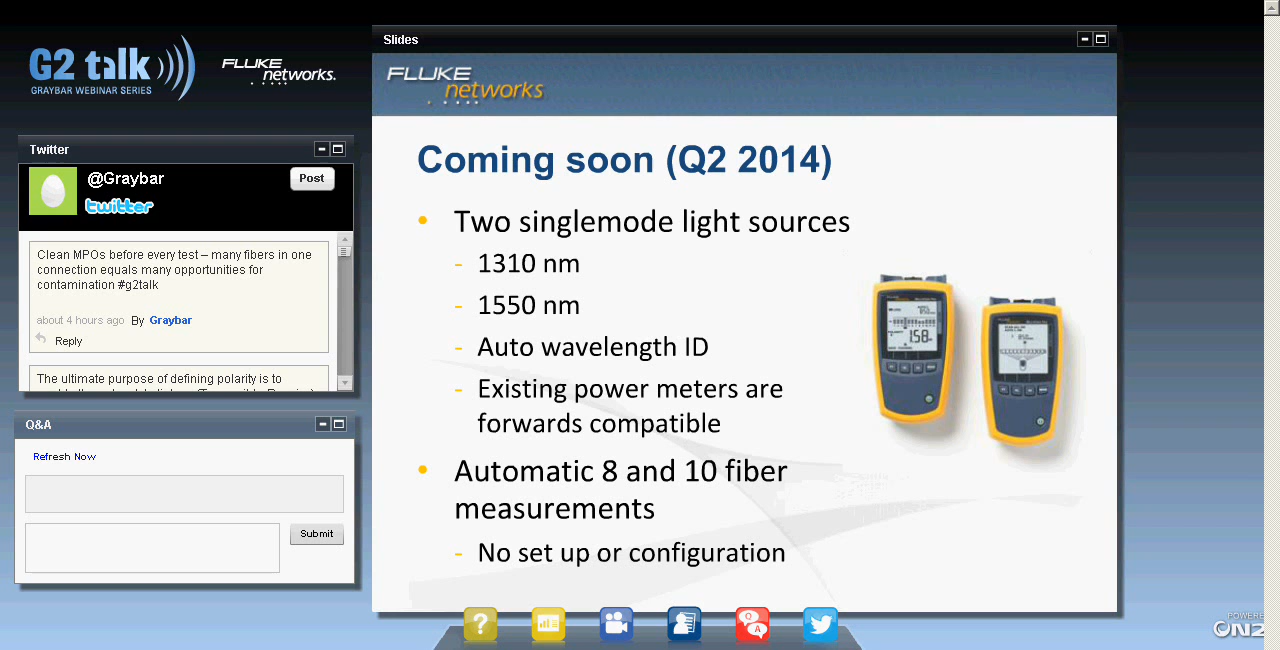 G2 talk
GRAYBAR WEBINAR SERIES
FLUKE
networks.
Twitter
@Graybar
Post
twitter
Clean MPOs before every test – many fibers in one
connection equals many opportunities for
contamination #g2talk
about 4 hours ago By Graybar
Reply
The ultimate purpose of defining polarity is to
Q&A
Refresh Now
Submit
Slides
FLUKE
networks
Coming soon (Q2 2014)
• Two singlemode light sources
- 1310 nm
- 1550 nm
- Auto wavelength ID
- Existing power meters are
forwards compatible
• Automatic 8 and 10 fiber
measurements
- No set up or configuration
1.58
?
Q
A
ON2